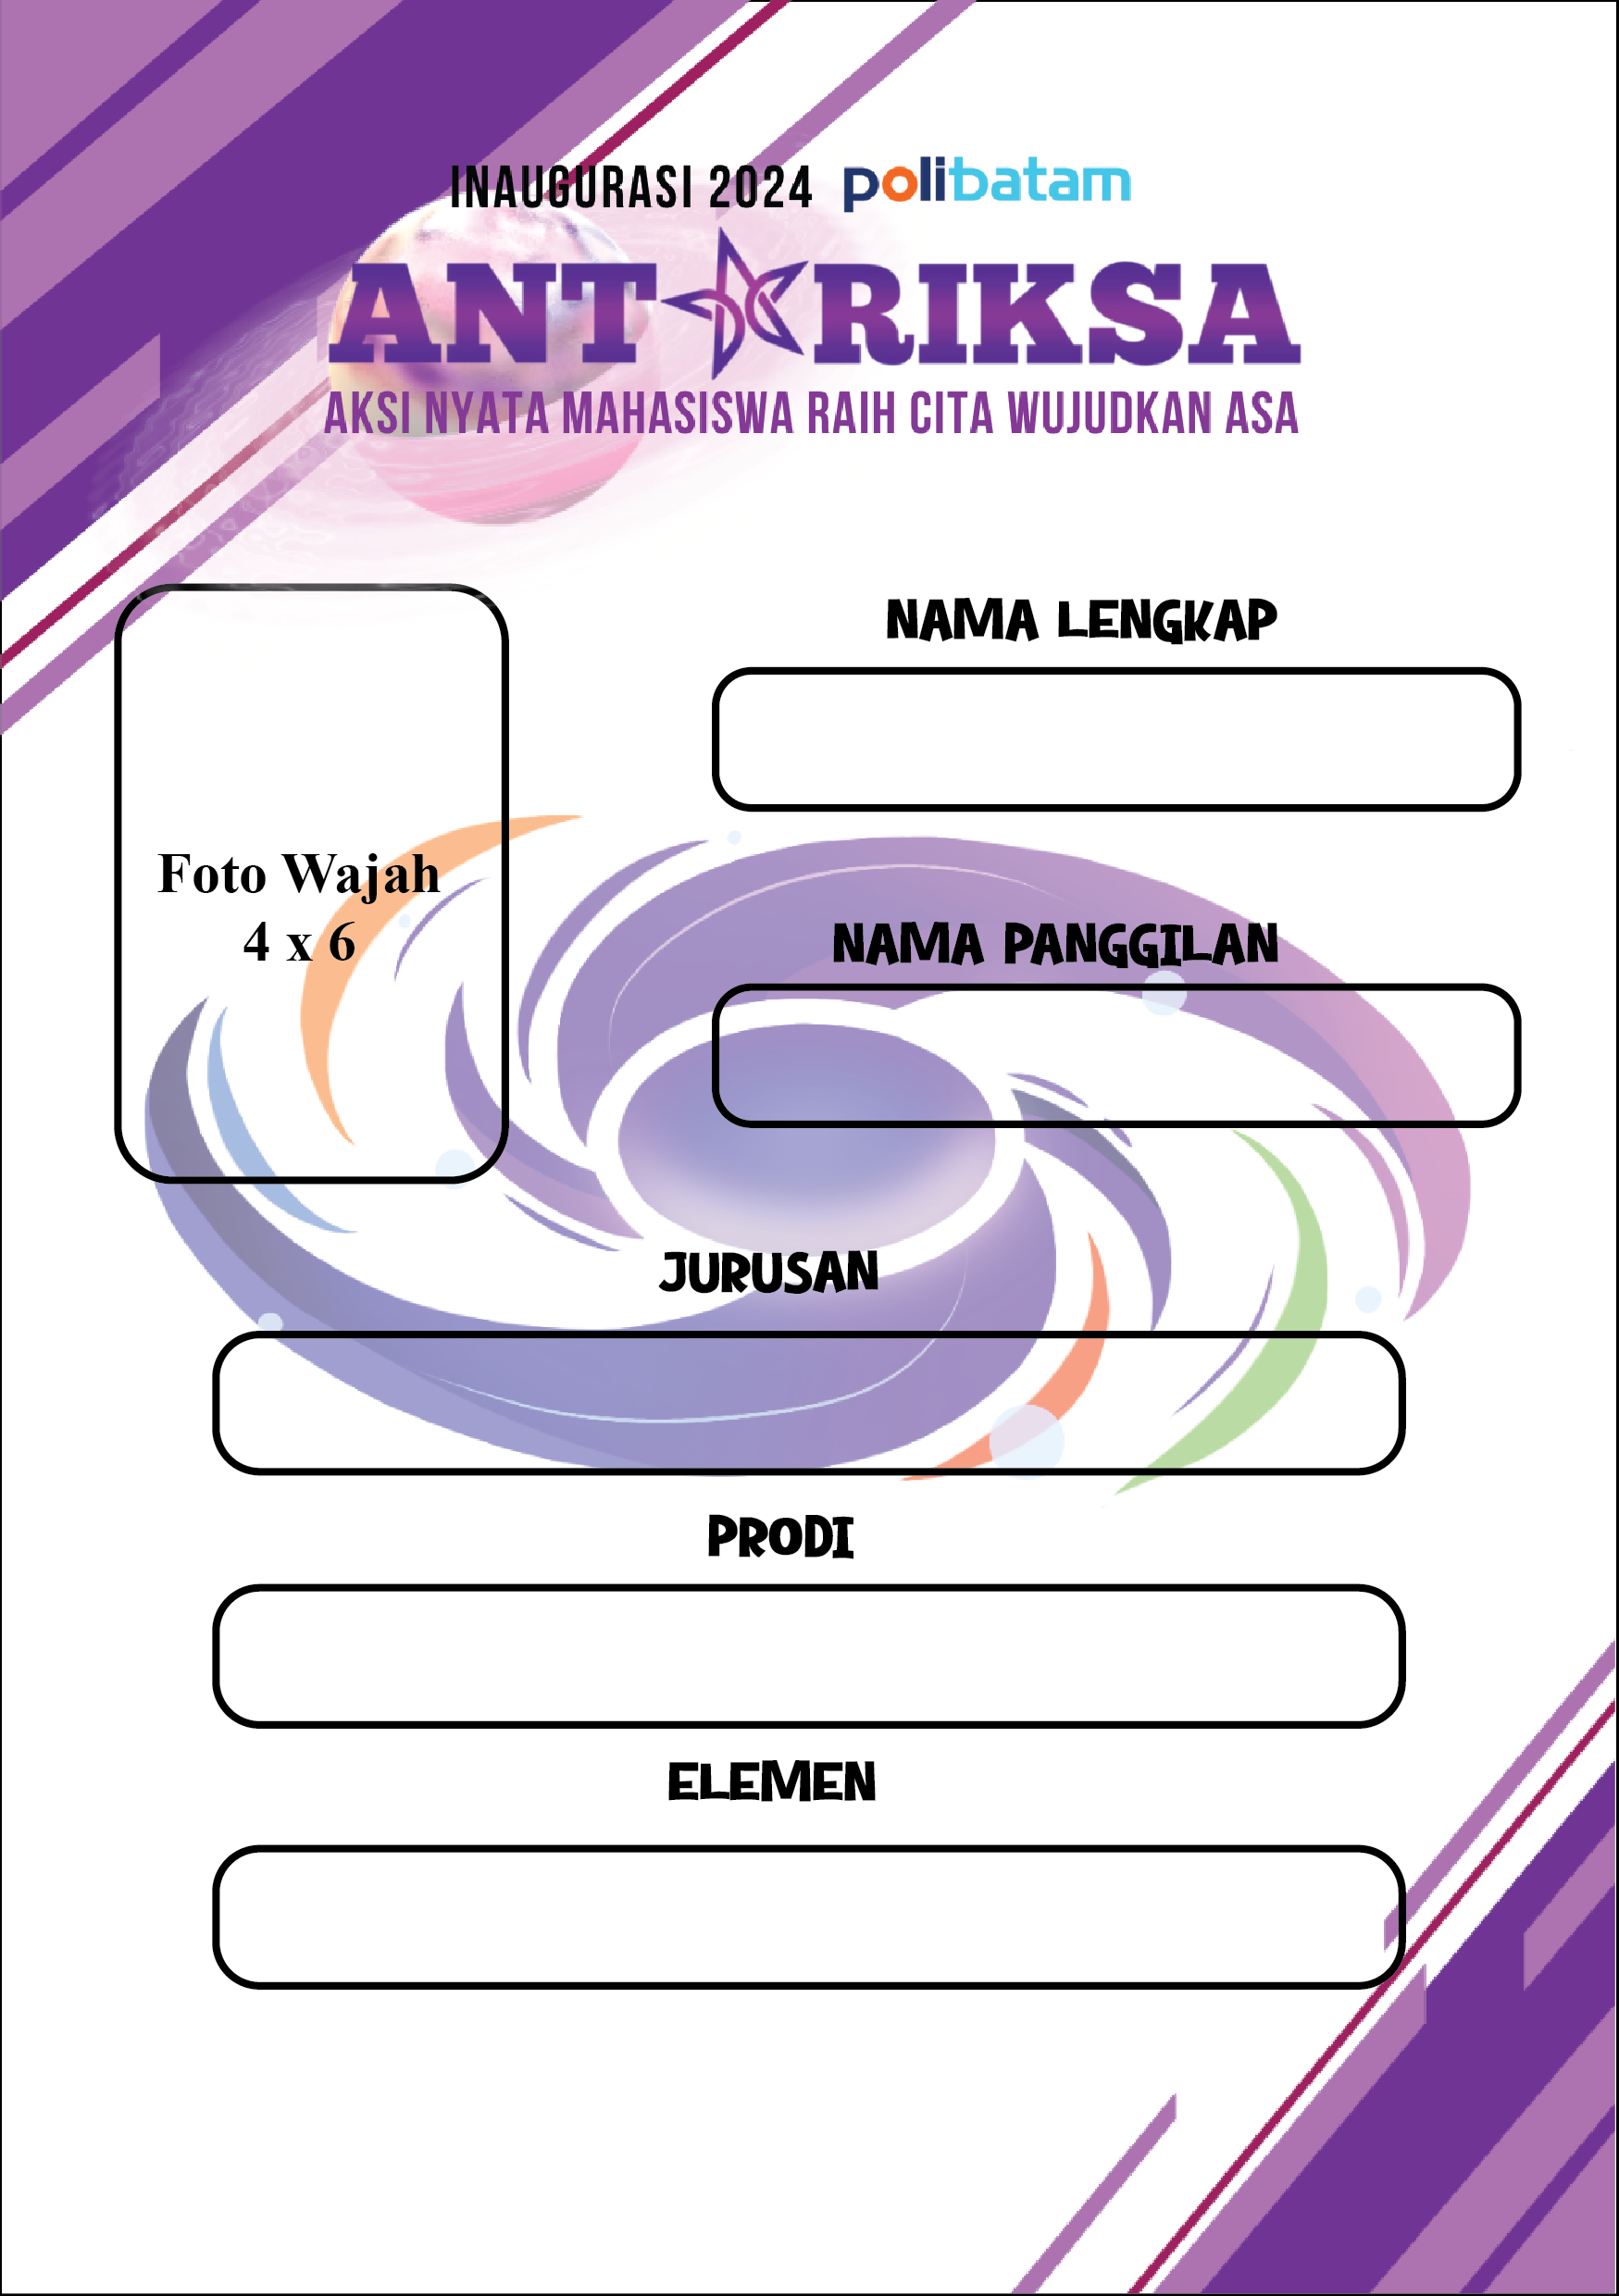 INAUGURASI 2024 polibatam
ANTARIKSA
AKSI NYATA MAHASISWA RAIH CITA WUJUDKAN ASA
NAMA LENGKAP
Foto Wajah
4 x 6
NAMA PANGGILAN
JURUSAN
PRODI
ELEMEN